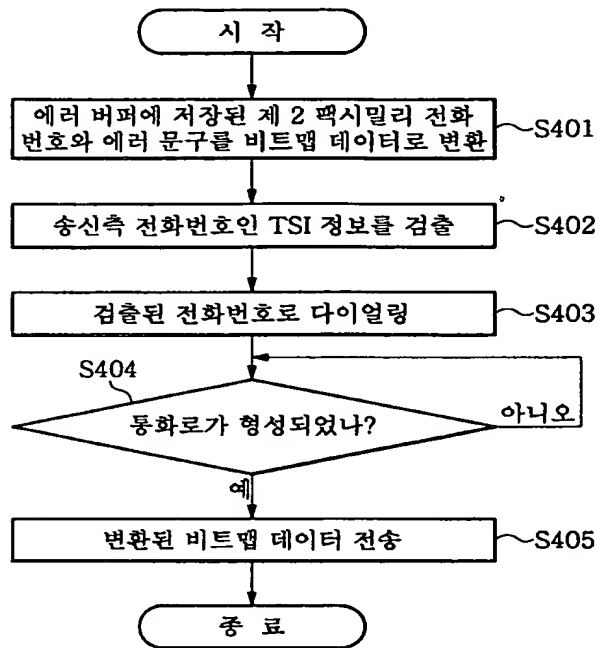 시 작
에러 버퍼에 저장된 제 2 팩시밀리 전화
번호와 에러 문구를 비트맵 데이터로 변환
S401
송신측 전화번호인 TSI 정보를 검출
S402
검출된 전화번호로 다이얼링
S403
S404
통화로가 형성되었나?
아니오
예
변환된 비트맵 데이터 전송
S405
종 료